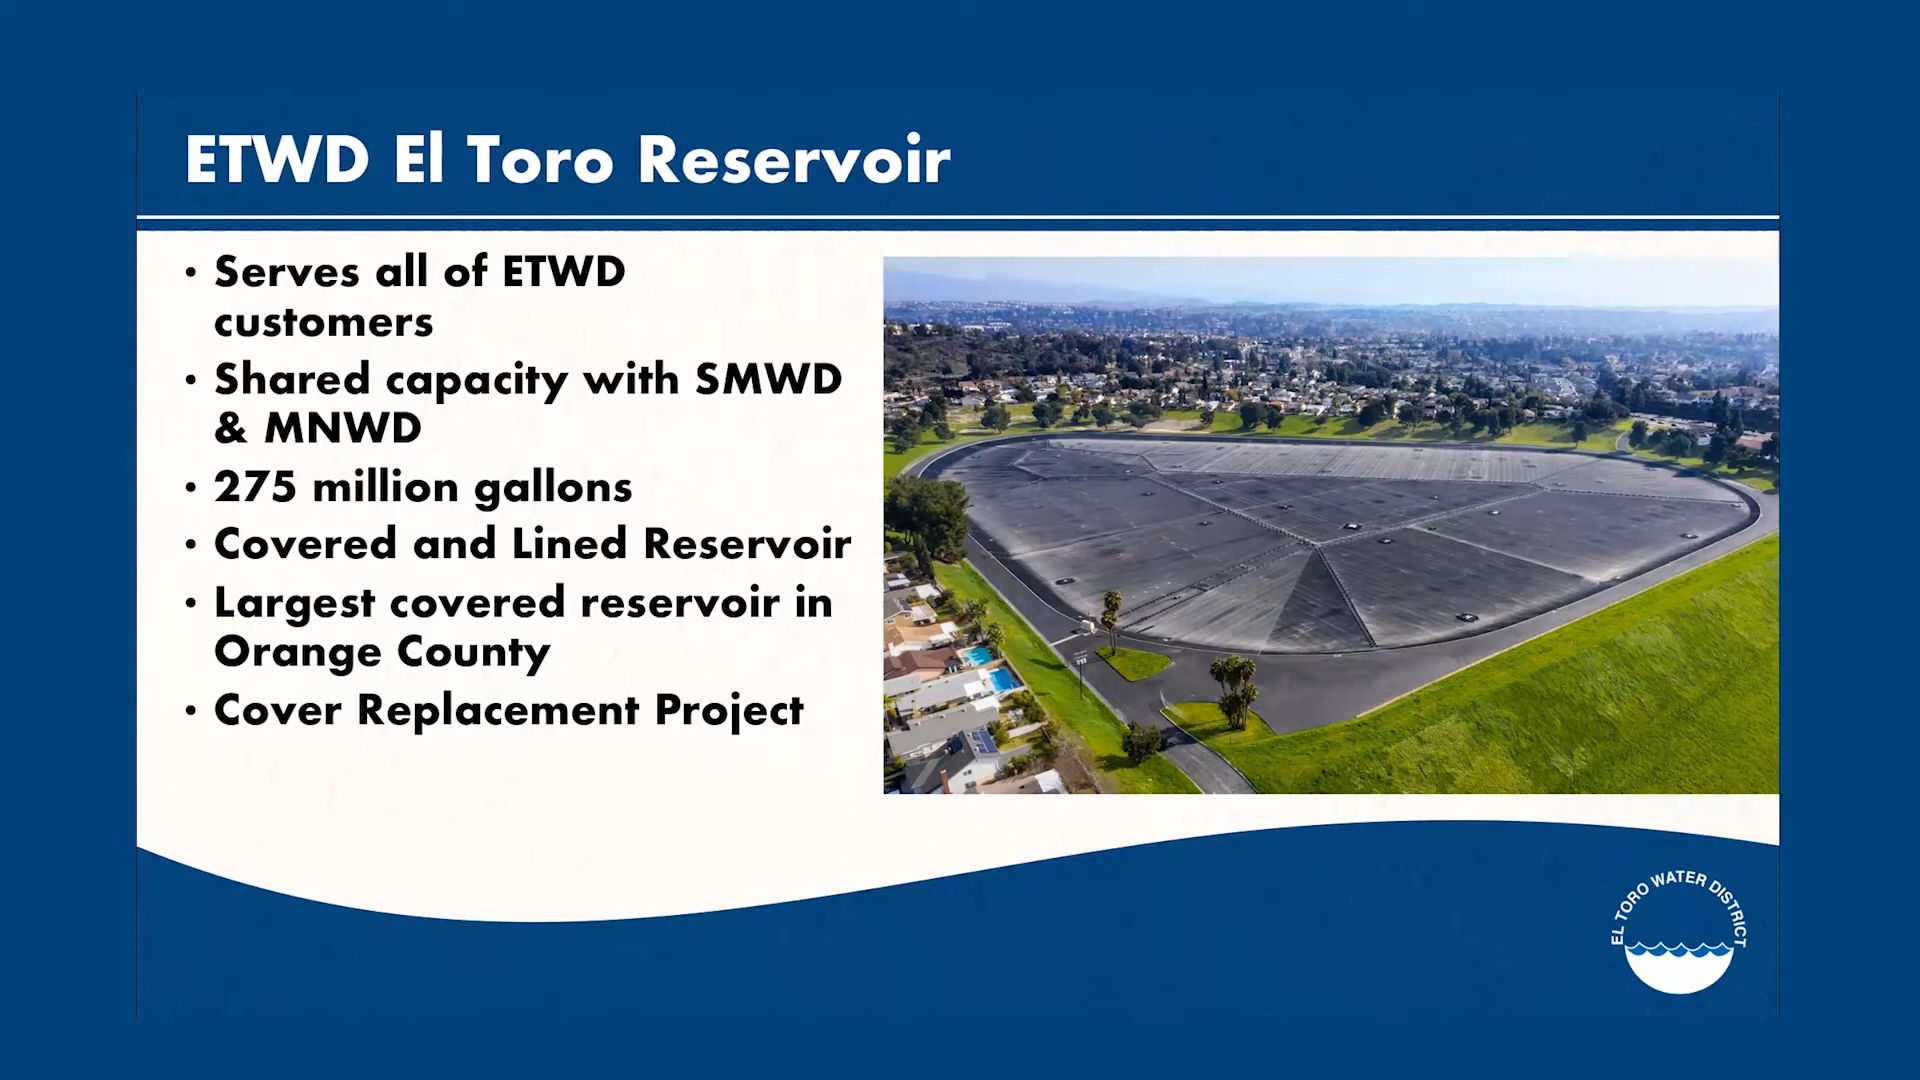 ETWD El Toro Reservoir
• Serves all of ETWD
customers
• Shared capacity with SMWD
& MNWD
• 275 million gallons
• Covered and Lined Reservoir
• Largest covered reservoir in
Orange County
• Cover Replacement Project
EL TORO WATER DISTRICT